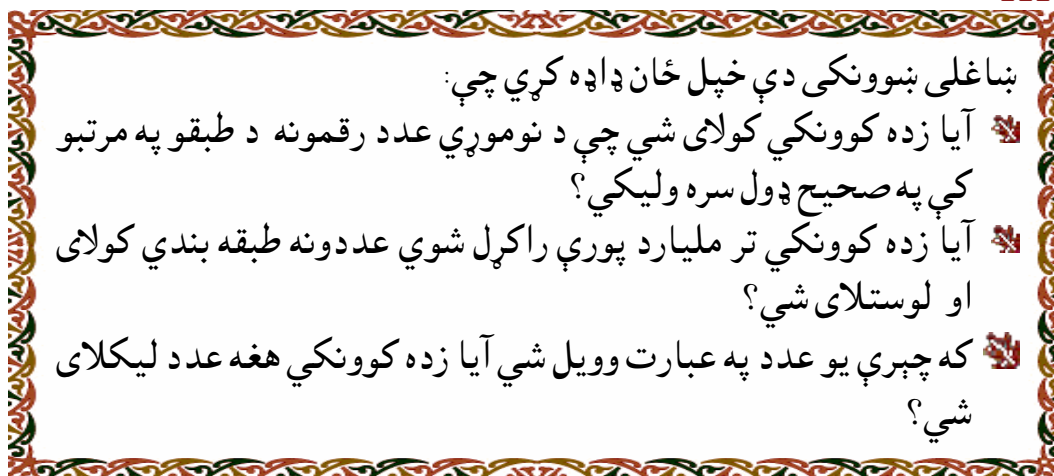 ښاغلی ښوونکی دې خپل ځان ډاډه کړي چې:
آیا زده کوونکي کولای شي چې د نوموړي عدد رقمونه د طبقو په مرتبو
کې په صحیح ډول سره ولیکي؟
آیا زده کوونکي تر ملیارد پورې راکړل شوي عددونه طبقه بندي کولای
او لوستلای شي؟
که چېرې یو عدد په عبارت وویل شي آیا زده کوونکي هغه عدد لیکلای
شي؟